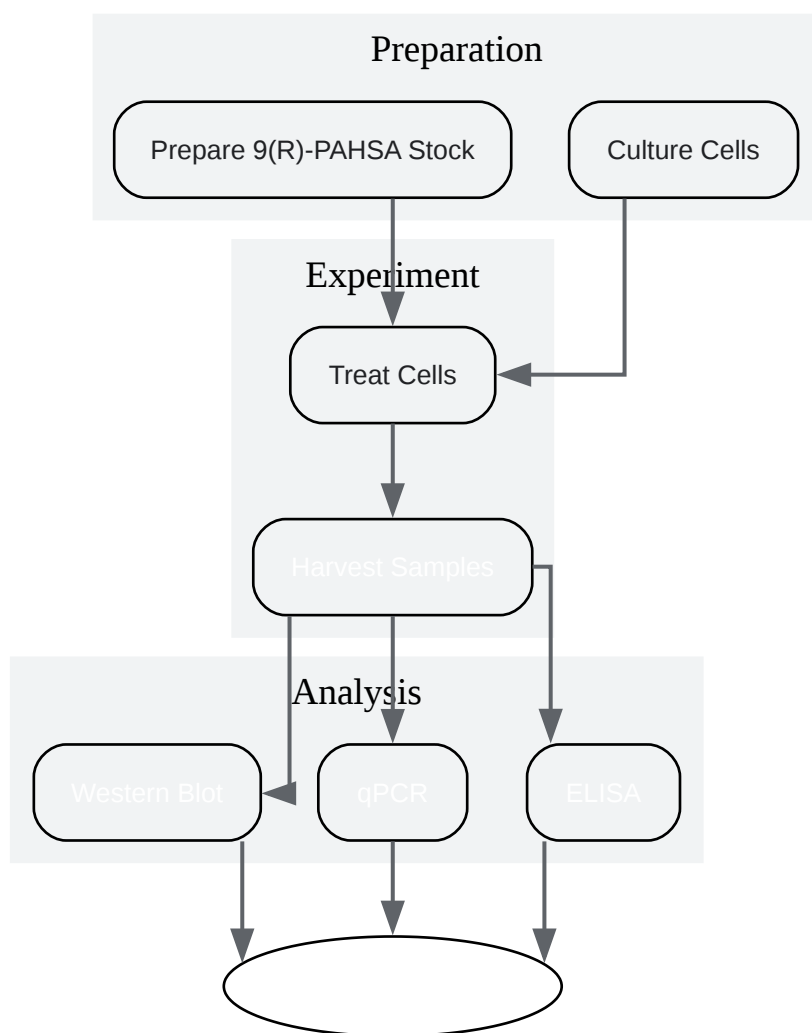 Preparation
Prepare 9(R)-PAHSA Stock
Culture Cells
Experiment
Treat Cells
Harvest Samples
Analysis
Western Blot
qPCR
ELISA